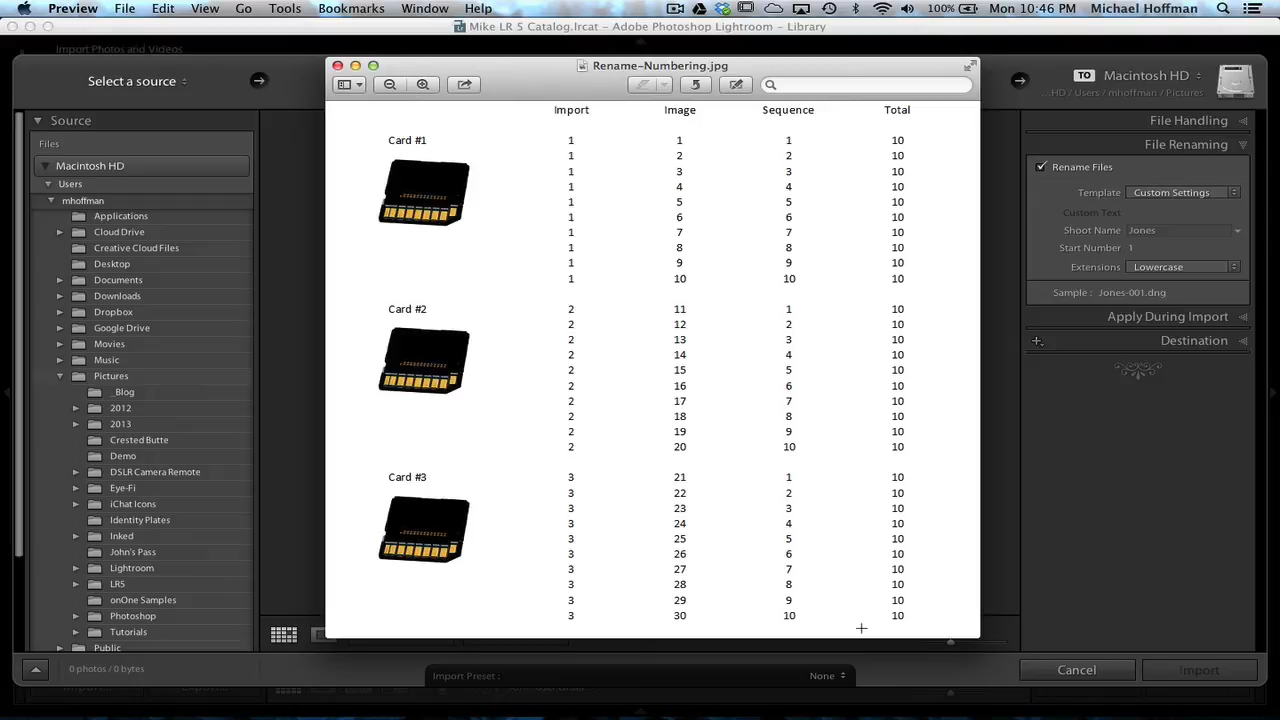 Preview File Edit View Go Tools Bookmarks Window Help 100% Mon 10:46 PM Michael Hoffman
Mike LR 5 Catalog.lrcat – Adobe Photoshop Lightroom – Library
Import Photos and Videos
Select a source
Rename-Numbering.jpg
TO Macintosh HD
...HD / Users / mhoffman / Pictures
Source
Files
Macintosh HD
Users
mhoffman
Applications
Cloud Drive
Creative Cloud Files
Desktop
Documents
Downloads
Dropbox
Google Drive
Movies
Music
Pictures
_Blog
2012
2013
Crested Butte
Demo
DSLR Camera Remote
Eye-Fi
iChat Icons
Identity Plates
Inked
John's Pass
Lightroom
LR5
onOne Samples
Photoshop
Tutorials
Public
Import Image Sequence Total
Card #1 1 1 1 10
1 2 2 10
1 3 3 10
1 4 4 10
1 5 5 10
1 6 6 10
1 7 7 10
1 8 8 10
1 9 9 10
1 10 10 10
Card #2 2 11 1 10
2 12 2 10
2 13 3 10
2 14 4 10
2 15 5 10
2 16 6 10
2 17 7 10
2 18 8 10
2 19 9 10
2 20 10 10
Card #3 3 21 1 10
3 22 2 10
3 23 3 10
3 24 4 10
3 25 5 10
3 26 6 10
3 27 7 10
3 28 8 10
3 29 9 10
3 30 10 10
File Handling
File Renaming
Rename Files
Template Custom Settings
Custom Text
Shoot Name Jones
Start Number 1
Extensions Lowercase
Sample : Jones-001.dng
Apply During Import
Destination
0 photos / 0 bytes
Import Preset : None
Cancel Import
Import... Export...